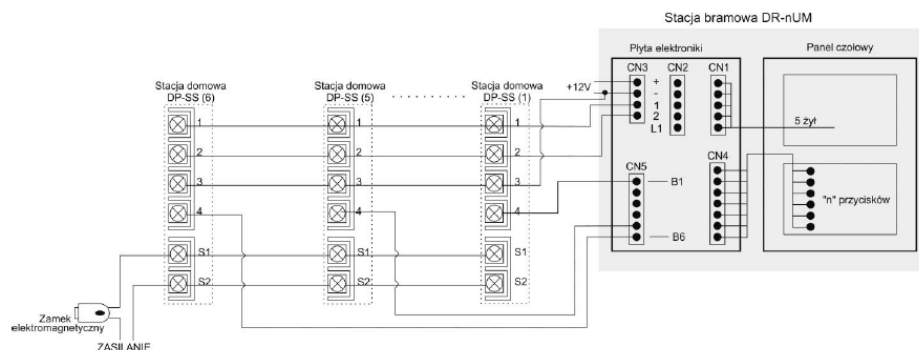 Stacja bramowa DR-nUM
Płyta elektroniki
Panel czołowy
CN3
CN2
CN1
+12V
+
-
1
2
L1
5 żył
CN5
CN4
B1
B6
"n" przycisków
Stacja domowa
DP-SS (6)
Stacja domowa
DP-SS (5)
Stacja domowa
DP-SS (1)
1
2
3
4
S1
S2
1
2
3
4
S1
S2
1
2
3
4
S1
S2
Zamek
elektromagnetyczny
ZASILANIE